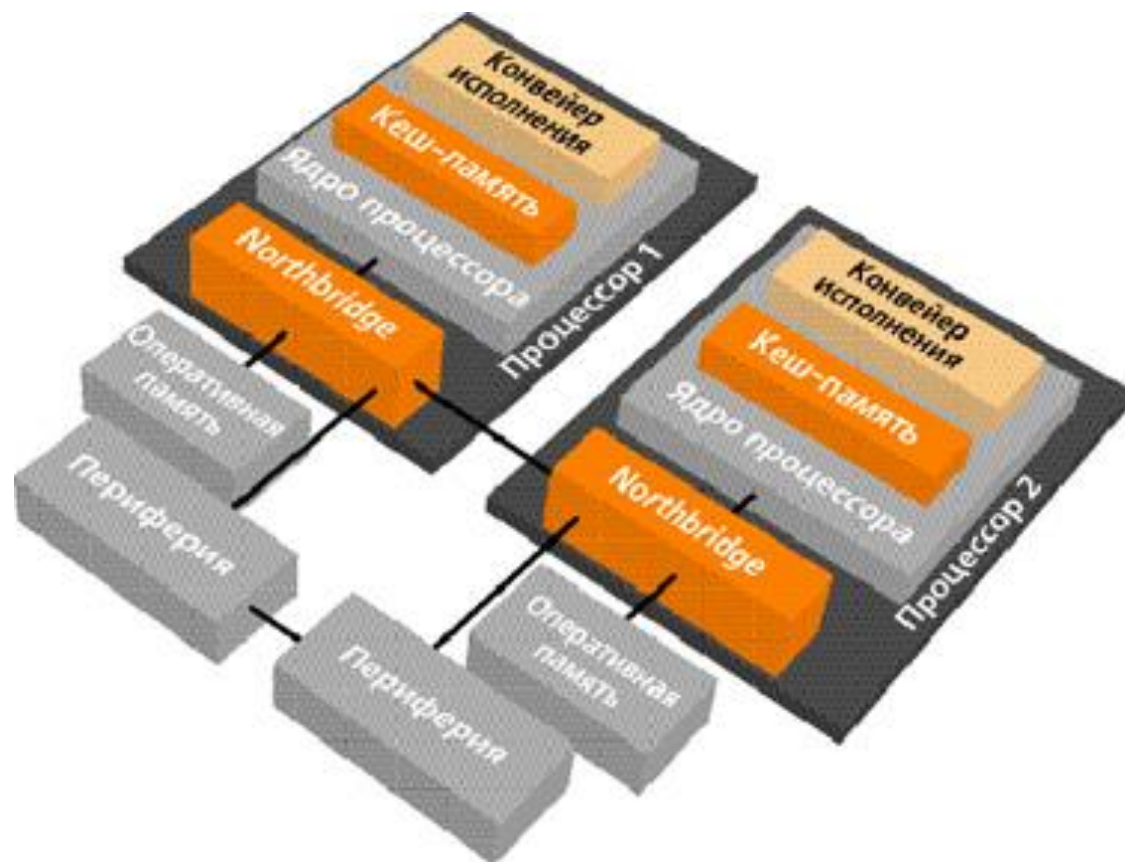 Конвейер
исполнения
Кеш-память
Ядро процессора
Northbridge
Процессор 1
Оперативная
память
Периферия
Конвейер
исполнения
Кеш-память
Ядро процессора
Northbridge
Процессор 2
Оперативная
память
Периферия